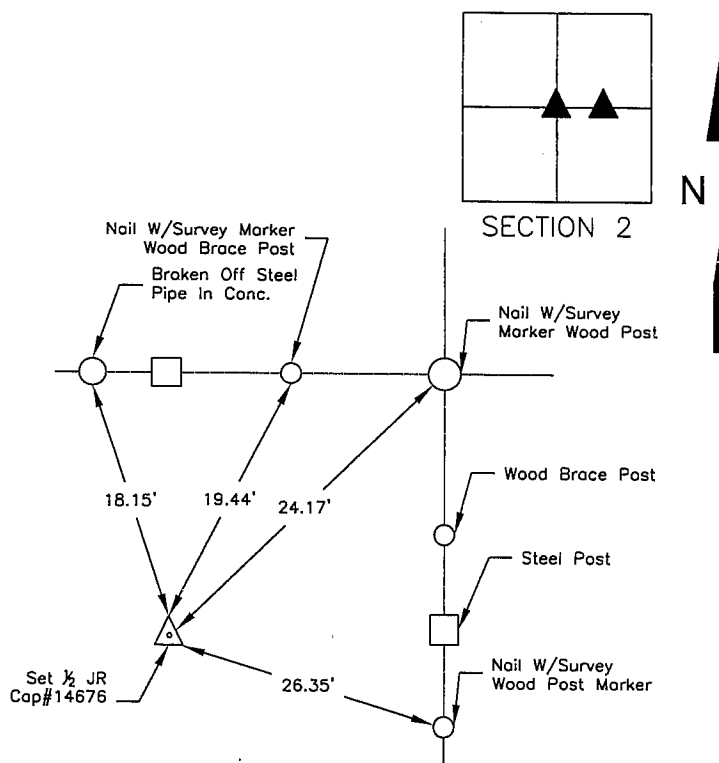 N
SECTION 2
Nail W/Survey Marker
Wood Brace Post
Broken Off Steel
Pipe In Conc.
Nail W/Survey
Marker Wood Post
18.15'
19.44'
24.17'
Wood Brace Post
Steel Post
Set ½ JR
Cap#14676
26.35'
Nail W/Survey
Wood Post Marker